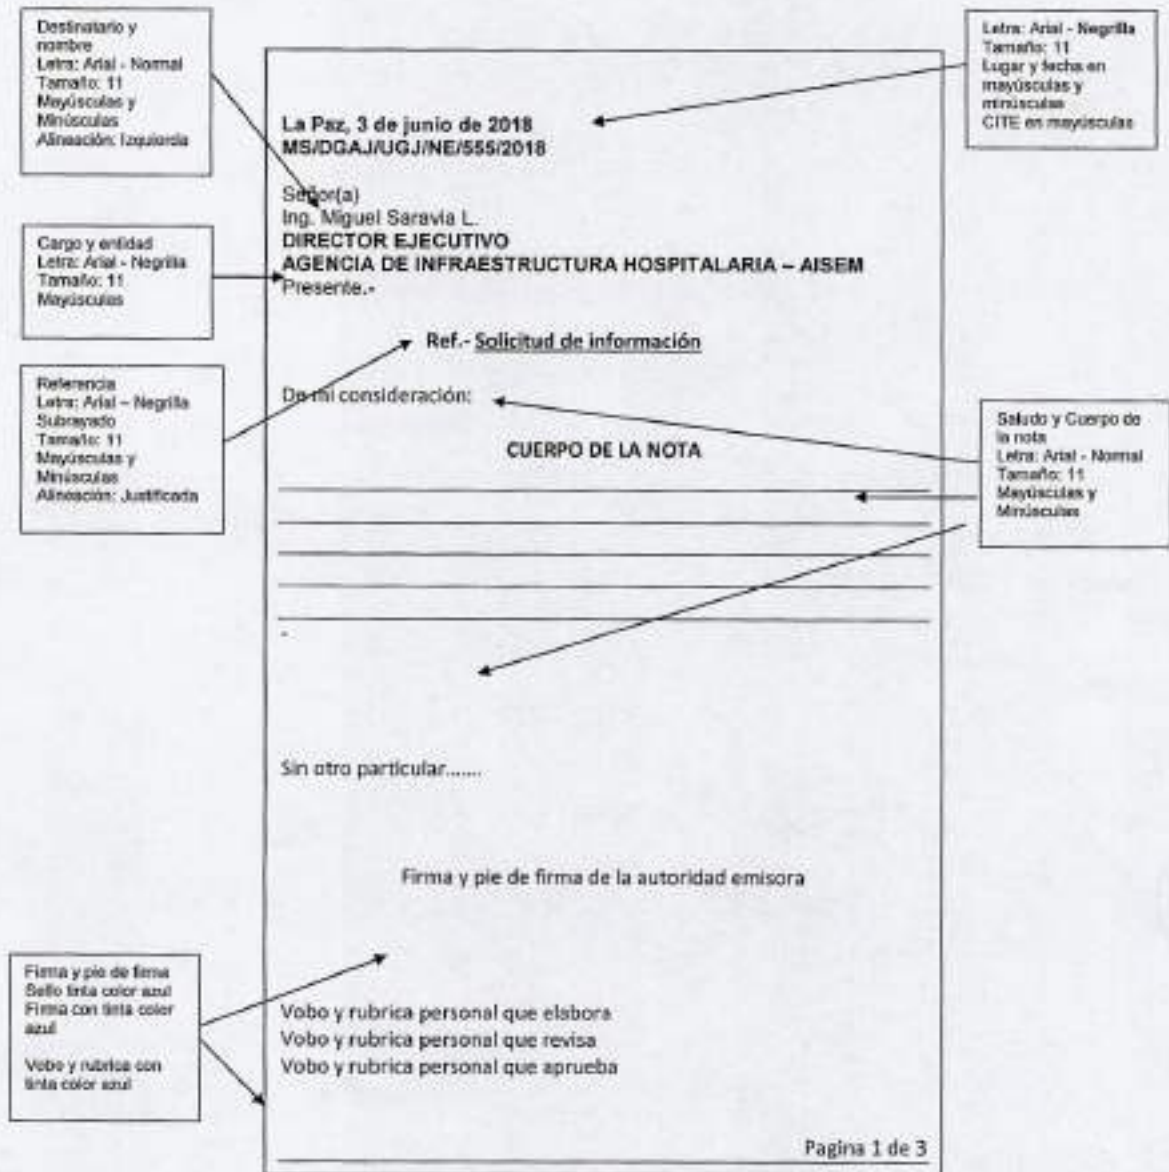 Destinatario y
nombre
Letra: Arial - Normal
Tamaño: 11
Mayúsculas y
Minúsculas
Alineación: Izquierda
Letra: Arial - Negrilla
Tamaño: 11
Lugar y fecha en
mayúsculas y
minúsculas
CITE en mayúsculas
La Paz, 3 de junio de 2018
MS/DGAJ/UGJ/NE/555/2018
Señor(a)
Ing. Miguel Saravia L.
DIRECTOR EJECUTIVO
AGENCIA DE INFRAESTRUCTURA HOSPITALARIA – AISEM
Presente.-
Cargo y entidad
Letra: Arial - Negrilla
Tamaño: 11
Mayúsculas
Ref.- Solicitud de información
Referencia
Letra: Arial – Negrilla
Subrayado
Tamaño: 11
Mayúsculas y
Minúsculas
Alineación: Justificada
De mi consideración:
Saludo y Cuerpo de
la nota
Letra: Arial - Normal
Tamaño: 11
Mayúsculas y
Minúsculas
CUERPO DE LA NOTA
Sin otro particular.......
Firma y pie de firma de la autoridad emisora
Firma y pie de firma
Sello tinta color azul
Firma con tinta color
azul
Vobo y rubrica con
tinta color azul
Vobo y rubrica personal que elabora
Vobo y rubrica personal que revisa
Vobo y rubrica personal que aprueba
Pagina 1 de 3